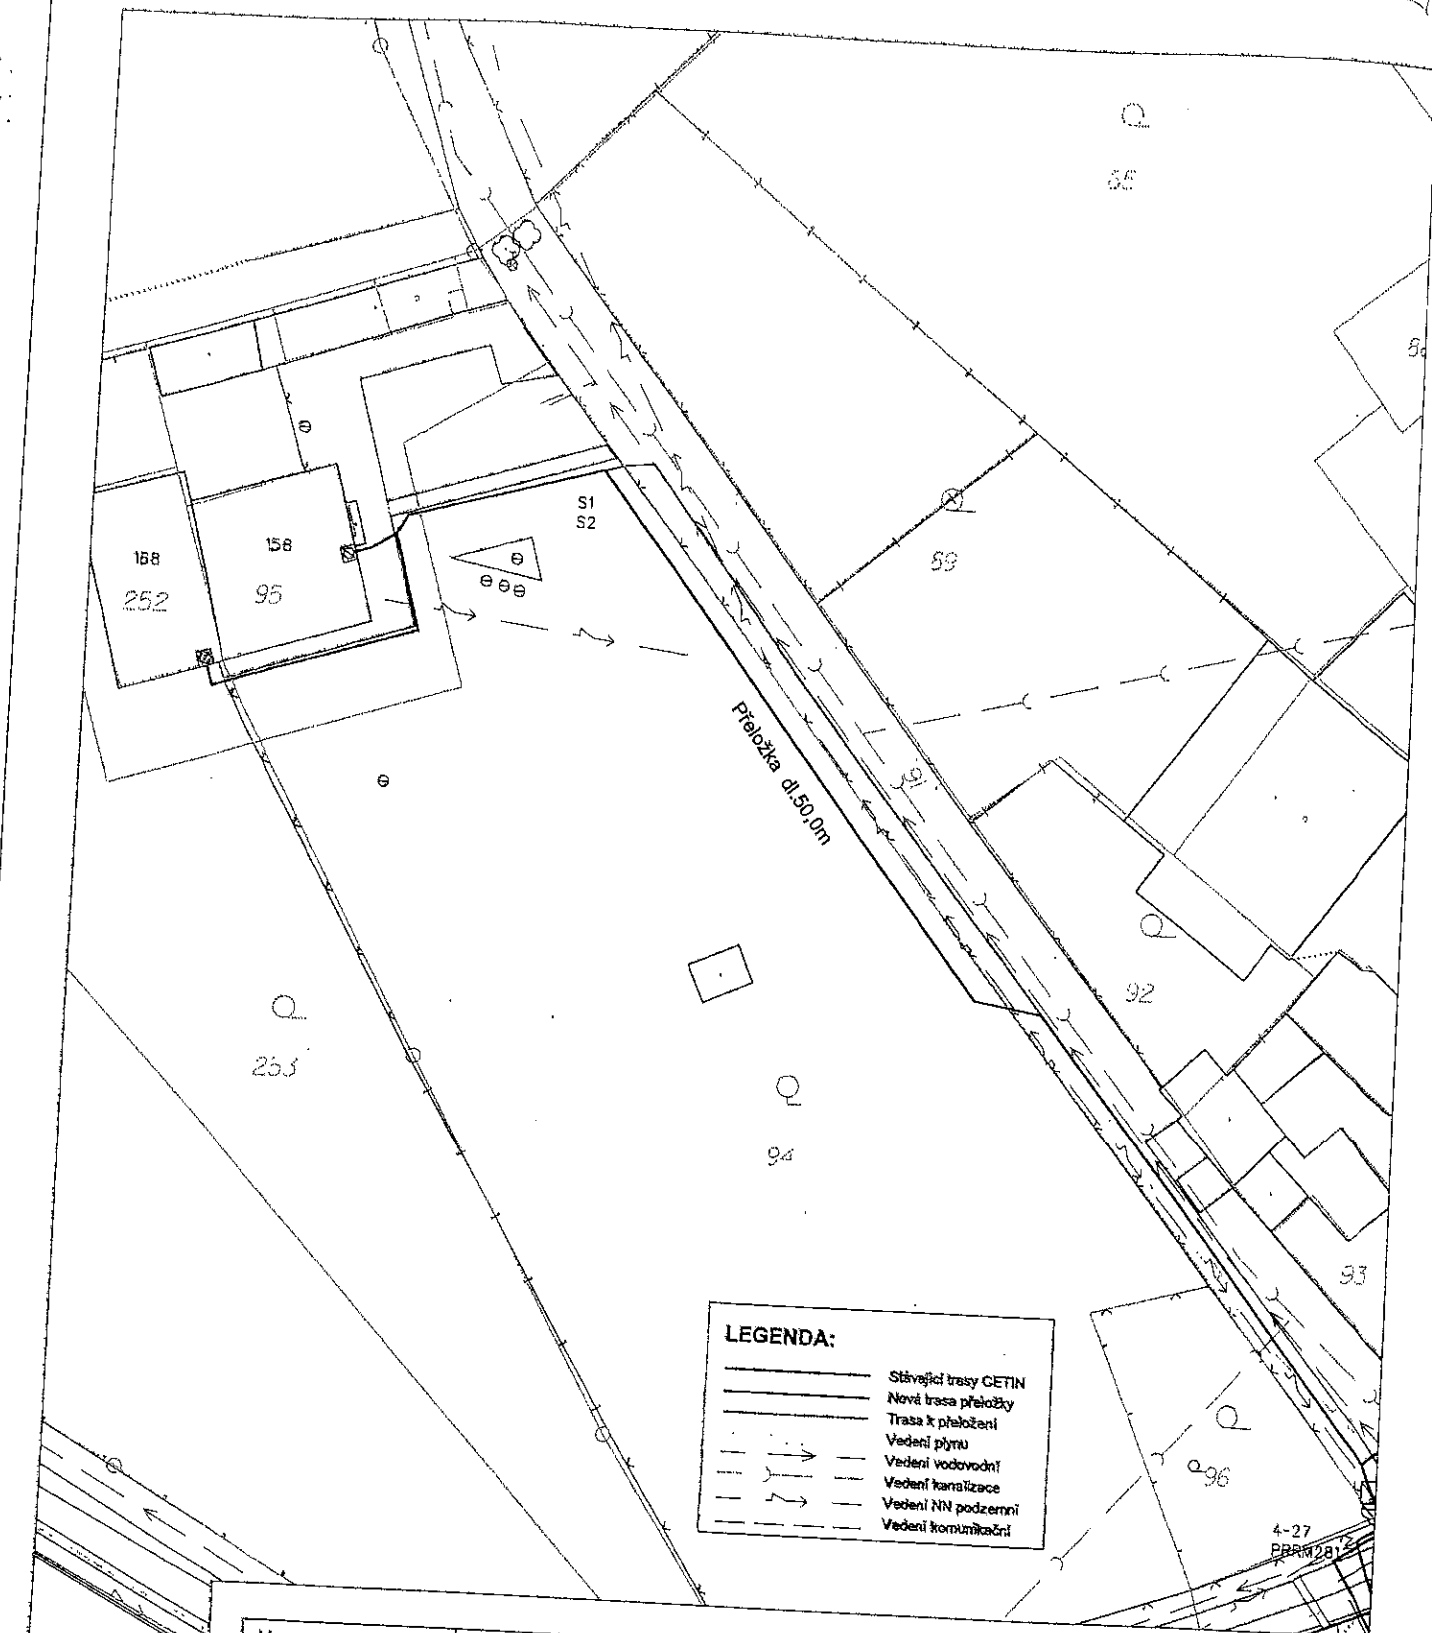 S1
S2
168
158
252
95
69
Přeložka dl.50,0m
91
92
253
94
93
LEGENDA:
Stávající trasy CETIN
Nová trasa přeložky
Trasa k přeložení
Vedení plynu
Vedení vodovodní
Vedení kanalizace
Vedení NN podzemní
Vedení komunikační
96
4-27